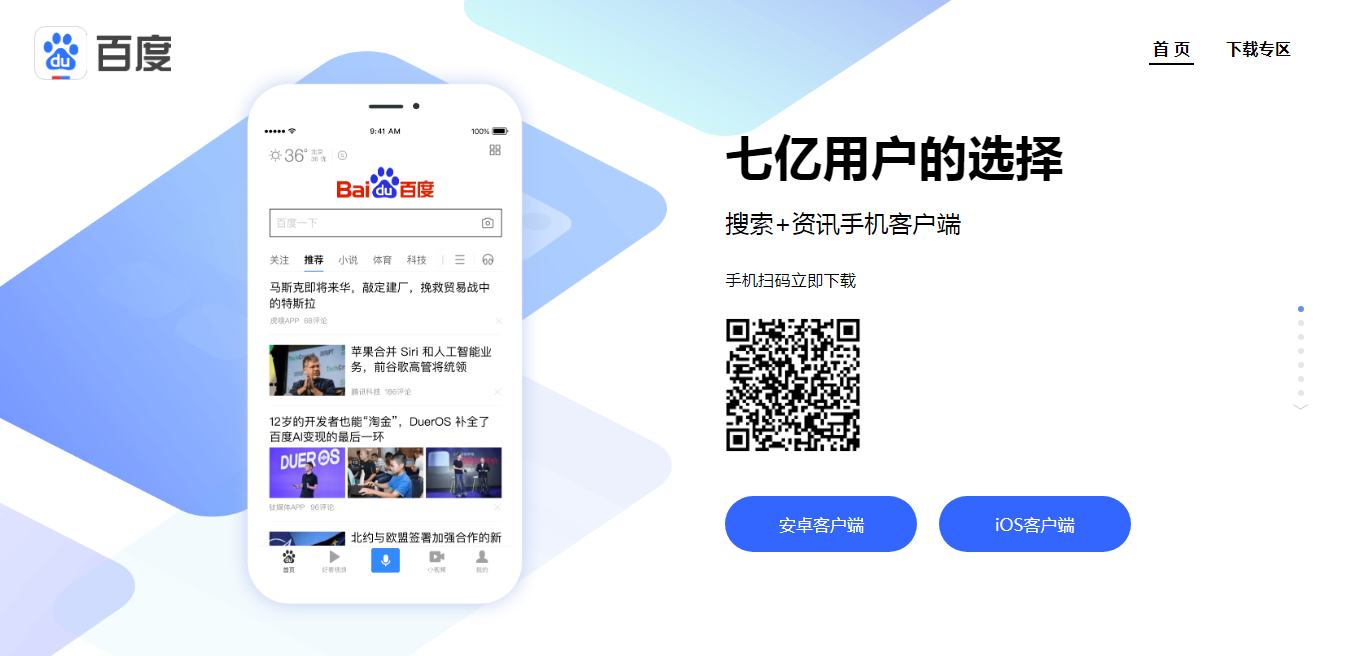 du 百度
首 页
下载专区
七亿用户的选择
搜索+资讯手机客户端
手机扫码立即下载
安卓客户端
iOS客户端
9:41 AM
100%
36°
北京
36 优
Bai du 百度
百度一下
关注 推荐 小说 体育 科技
马斯克即将来华，敲定建厂，挽救贸易战中
的特斯拉
虎嗅APP 68评论
苹果合并 Siri 和人工智能业
务，前谷歌高管将统领
腾讯科技 196评论
12岁的开发者也能“淘金”，DuerOS 补全了
百度AI变现的最后一环
DUER OS
钛媒体APP 96评论
北约与欧盟签署加强合作的新
首页 好看视频 小视频 我的